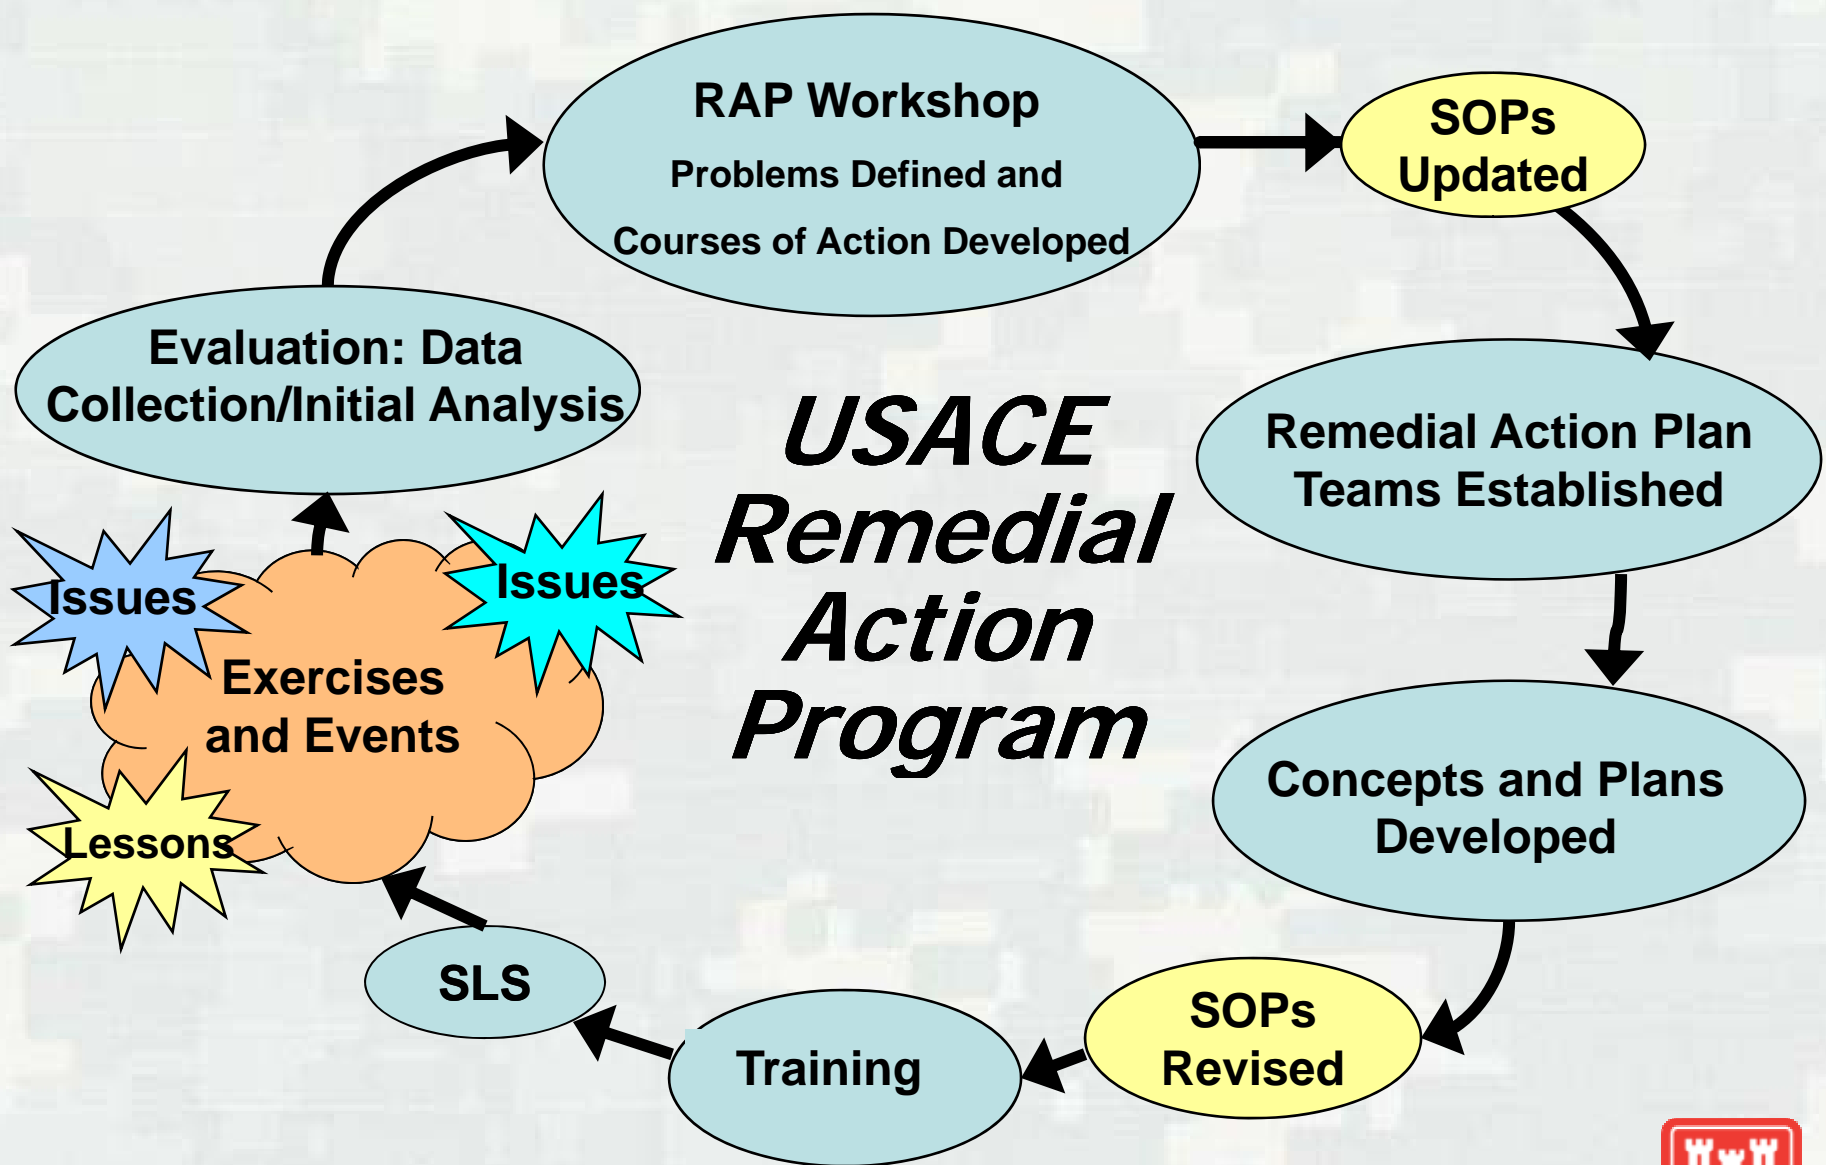 RAP Workshop
Problems Defined and
Courses of Action Developed
SOPs
Updated
Evaluation: Data
Collection/Initial Analysis
Remedial Action Plan
Teams Established
USACE
Remedial
Action
Program
Issues
Issues
Exercises
and Events
Lessons
Concepts and Plans
Developed
SLS
SOPs
Revised
Training